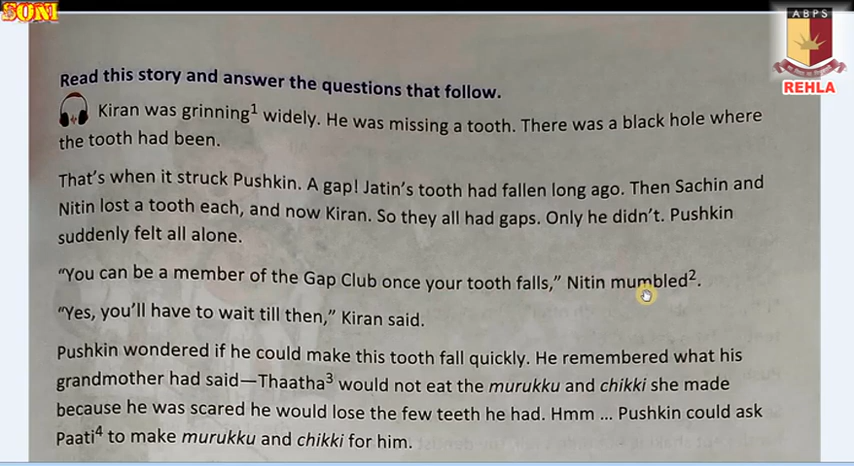 SONI
ABPS
REHLA
Read this story and answer the questions that follow.
Kiran was grinning¹ widely. He was missing a tooth. There was a black hole where
the tooth had been.
That's when it struck Pushkin. A gap! Jatin's tooth had fallen long ago. Then Sachin and
Nitin lost a tooth each, and now Kiran. So they all had gaps. Only he didn't. Pushkin
suddenly felt all alone.
“You can be a member of the Gap Club once your tooth falls,” Nitin mumbled².
“Yes, you'll have to wait till then,” Kiran said.
Pushkin wondered if he could make this tooth fall quickly. He remembered what his
grandmother had said—Thaatha³ would not eat the murukku and chikki she made
because he was scared he would lose the few teeth he had. Hmm ... Pushkin could ask
Paati⁴ to make murukku and chikki for him.